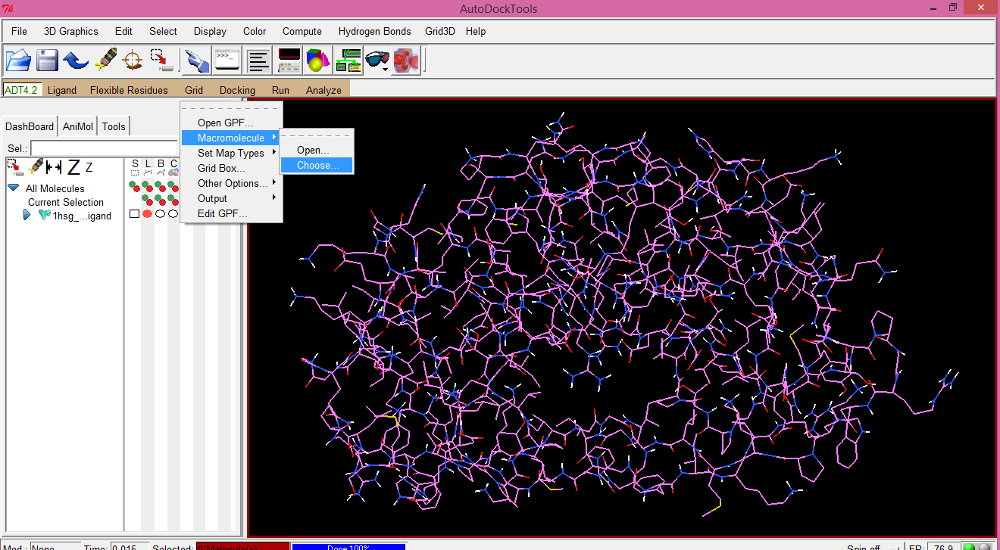 AutoDockTools
File 3D Graphics Edit Select Display Color Compute Hydrogen Bonds Grid3D Help
>>>_
ADT4.2 Ligand Flexible Residues Grid Docking Run Analyze
DashBoard AniMol Tools
Sel.:
Z Z
S L B C
All Molecules
Current Selection
1hsg_...igand
Open GPF...
Macromolecule
Set Map Types
Grid Box...
Other Options...
Output
Edit GPF...
Open...
Choose...
Mod.: None Time: 0.015 Selected: 0 Molecule(s) Done 100% Spin off FR: 76.9